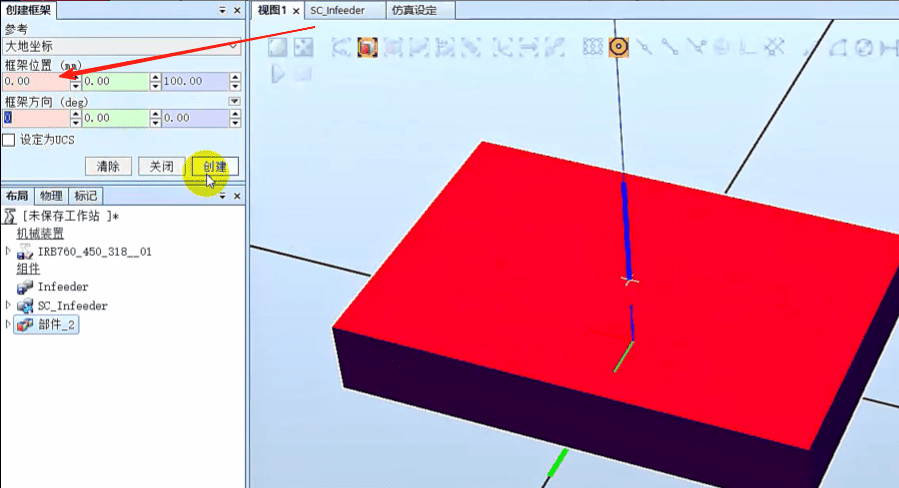 创建框架
视图1
SC_Infeeder
仿真设定
参考
大地坐标
框架位置 (mm)
0.00
0.00
100.00
框架方向 (deg)
0
0.00
0.00
设定为UCS
清除
关闭
创建
布局
物理
标记
[未保存工作站 ]*
机械装置
IRB760_450_318__01
组件
Infeeder
SC_Infeeder
部件_2